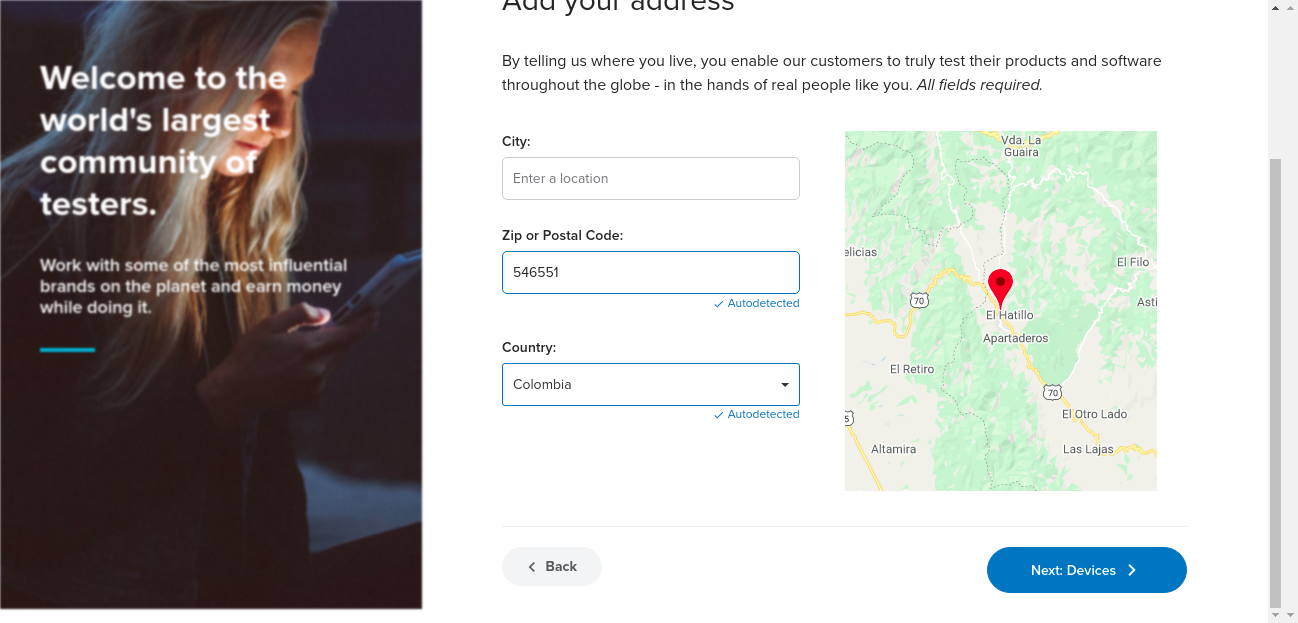 Add your address
Welcome to the
world's largest
community of
testers.
Work with some of the most influential
brands on the planet and earn money
while doing it.
By telling us where you live, you enable our customers to truly test their products and software
throughout the globe - in the hands of real people like you. All fields required.
City:
Enter a location
Zip or Postal Code:
546551
Autodetected
Country:
Colombia
Autodetected
Vda. La
Guaira
elicias
El Filo
70
Asti
El Hatillo
Apartaderos
El Retiro
70
5
El Otro Lado
Altamira
Las Lajas
Back
Next: Devices